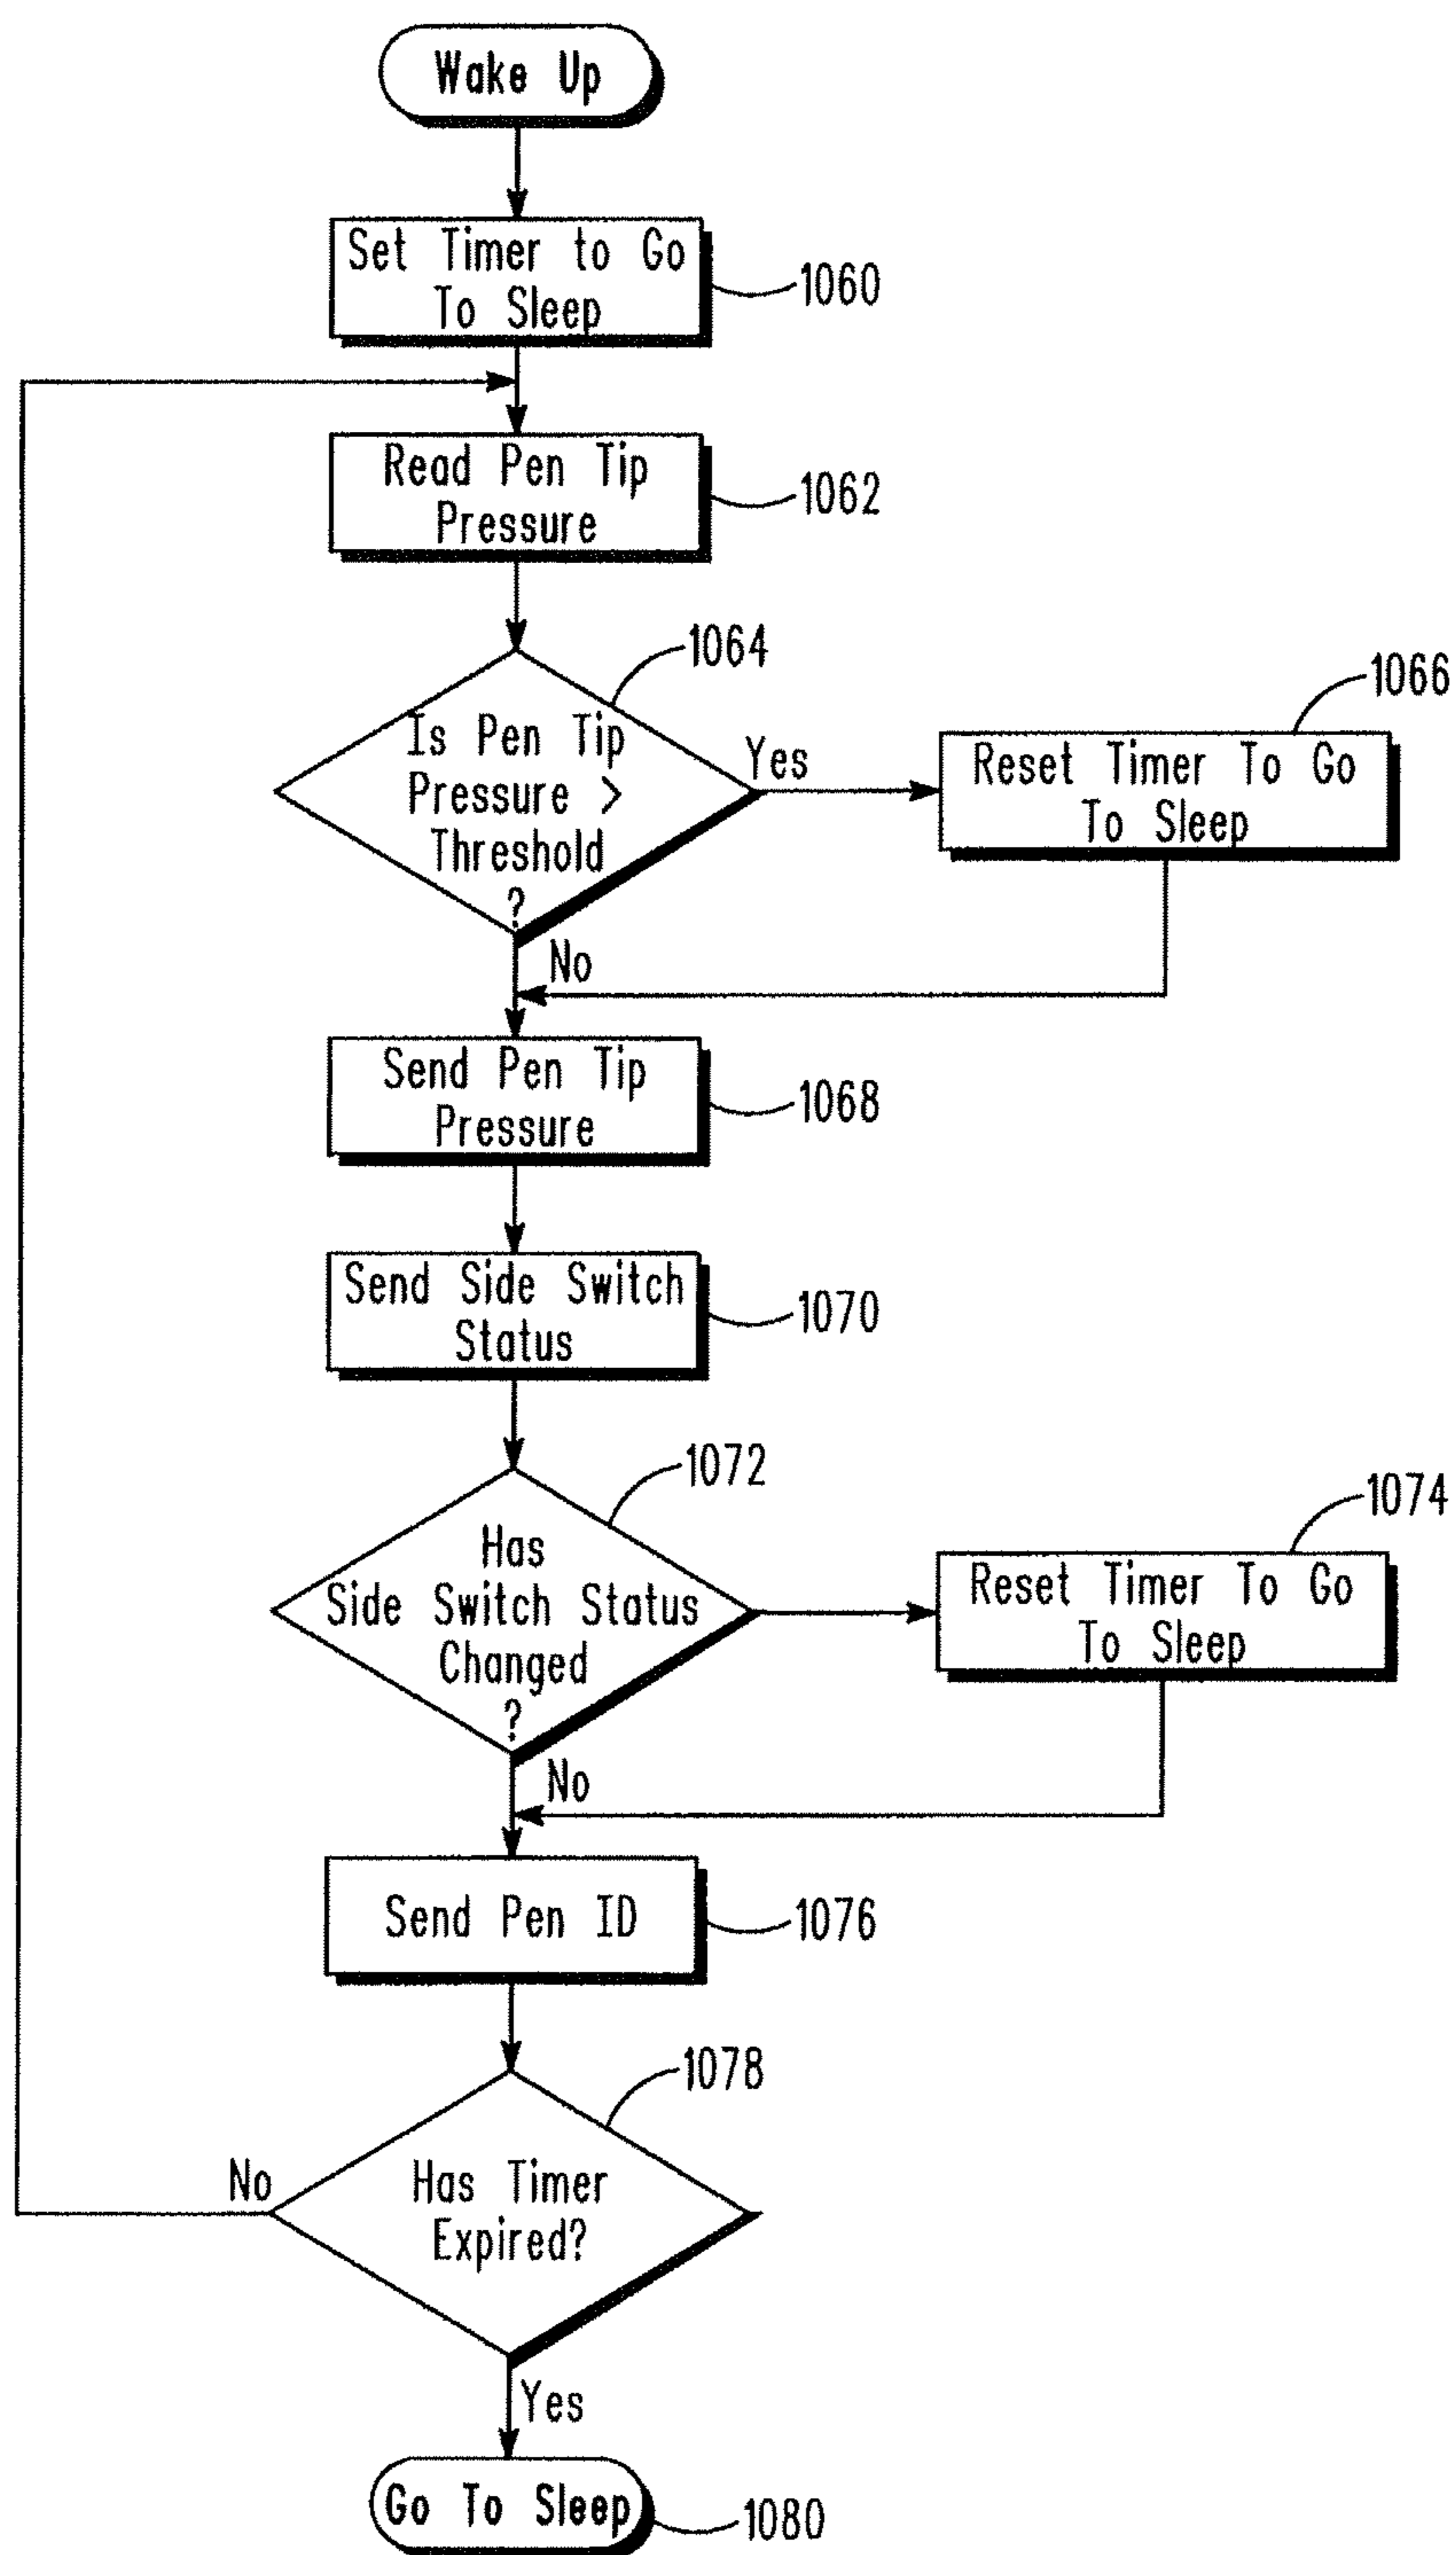 Wake Up
Set Timer to Go
To Sleep
1060
Read Pen Tip
Pressure
1062
1064
Is Pen Tip
Pressure >
Threshold
?
Yes
1066
Reset Timer To Go
To Sleep
No
Send Pen Tip
Pressure
1068
Send Side Switch
Status
1070
1072
Has
Side Switch Status
Changed
?
1074
Reset Timer To Go
To Sleep
No
Send Pen ID
1076
1078
Has Timer
Expired?
No
Yes
Go To Sleep
1080